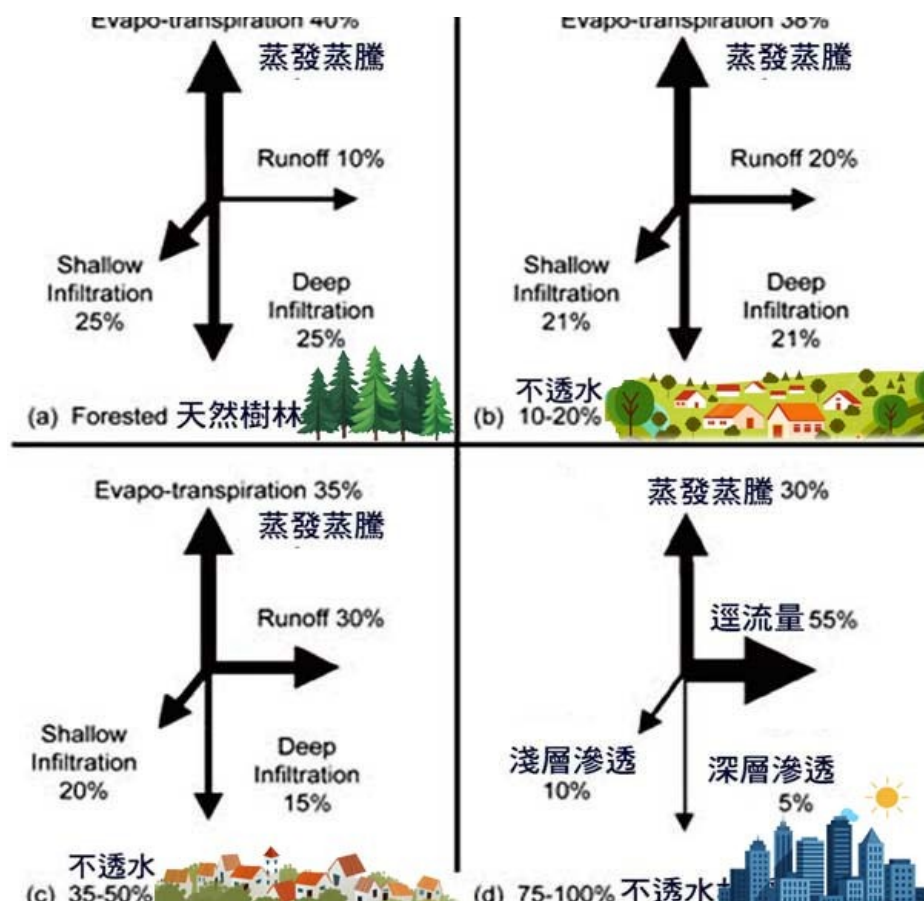 Evapo-transpiration 40%
蒸發蒸騰
Runoff 10%
Shallow
Infiltration
25%
Deep
Infiltration
25%
(a) Forested 天然樹林
Evapo-transpiration 38%
蒸發蒸騰
Runoff 20%
Shallow
Infiltration
21%
Deep
Infiltration
21%
不透水
(b) 10-20%
Evapo-transpiration 35%
蒸發蒸騰
Runoff 30%
Shallow
Infiltration
20%
Deep
Infiltration
15%
不透水
(c) 35-50%
蒸發蒸騰 30%
逕流量 55%
淺層滲透
10%
深層滲透
5%
(d) 75-100% 不透水